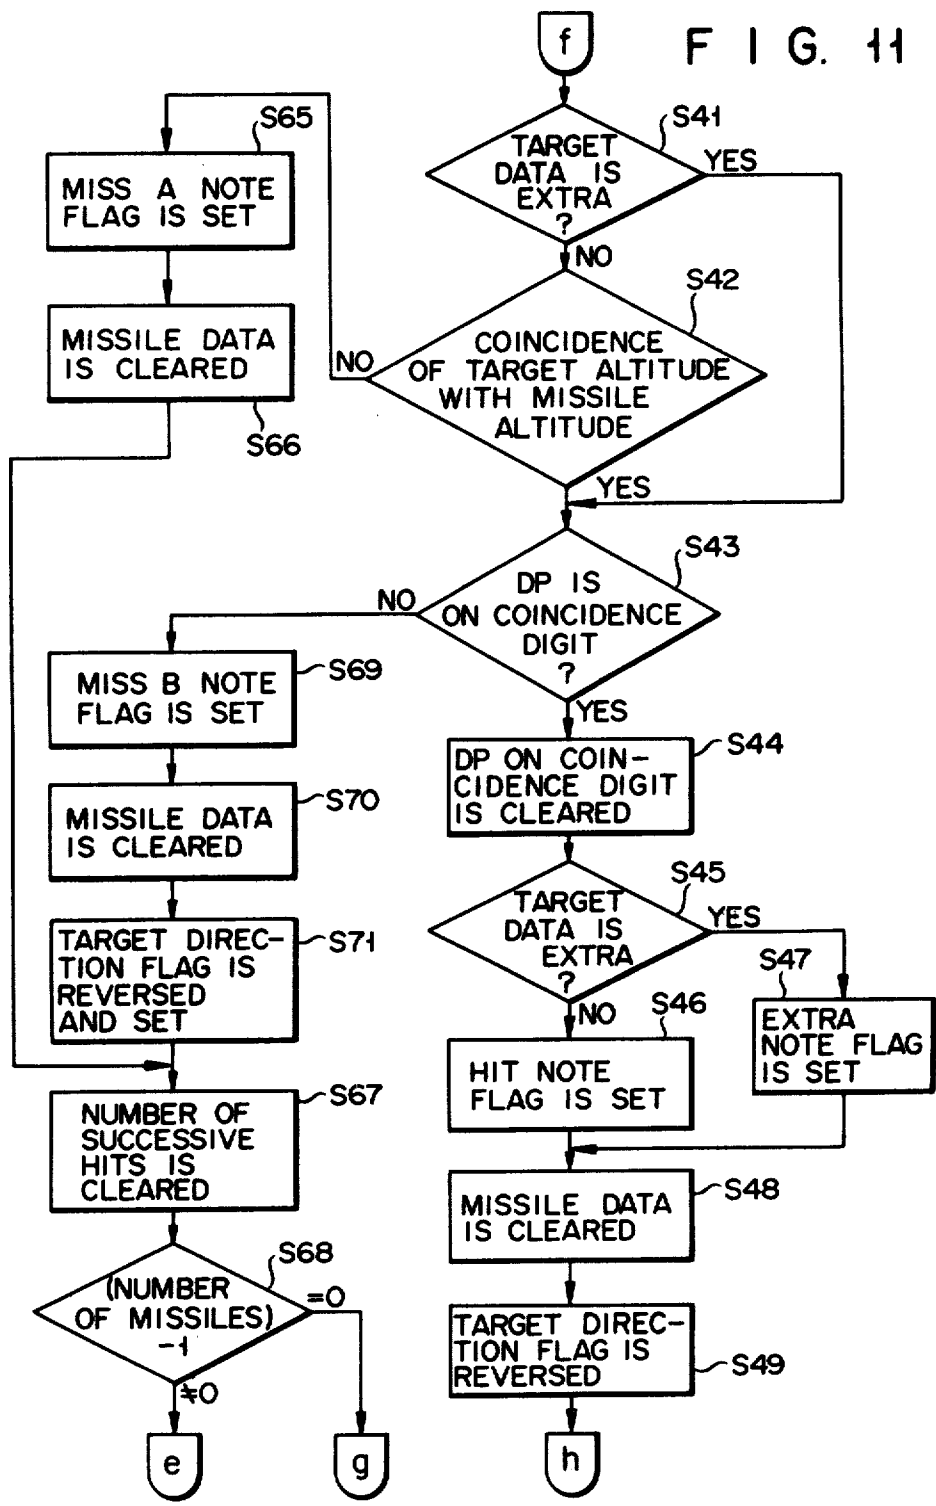 f
F I G. 11
S41
TARGET
DATA IS
EXTRA
?
YES
NO
S65
MISS A NOTE
FLAG IS SET
S42
COINCIDENCE
OF TARGET ALTITUDE
WITH MISSILE
ALTITUDE
NO
YES
MISSILE DATA
IS CLEARED
S66
S43
DP IS
ON COINCIDENCE
DIGIT
?
NO
YES
S69
MISS B NOTE
FLAG IS SET
S44
DP ON COIN-
CIDENCE DIGIT
IS CLEARED
S70
MISSILE DATA
IS CLEARED
S45
TARGET
DATA IS
EXTRA
?
YES
NO
S71
TARGET DIREC-
TION FLAG IS
REVERSED
AND SET
S46
HIT NOTE
FLAG IS SET
S47
EXTRA
NOTE FLAG
IS SET
S67
NUMBER OF
SUCCESSIVE
HITS IS
CLEARED
S48
MISSILE DATA
IS CLEARED
S68
(NUMBER
OF MISSILES)
-1
=0
≠0
TARGET DIREC-
TION FLAG IS
REVERSED
S49
e
g
h